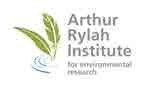 Arthur
Rylah
Institute
for environmental
research